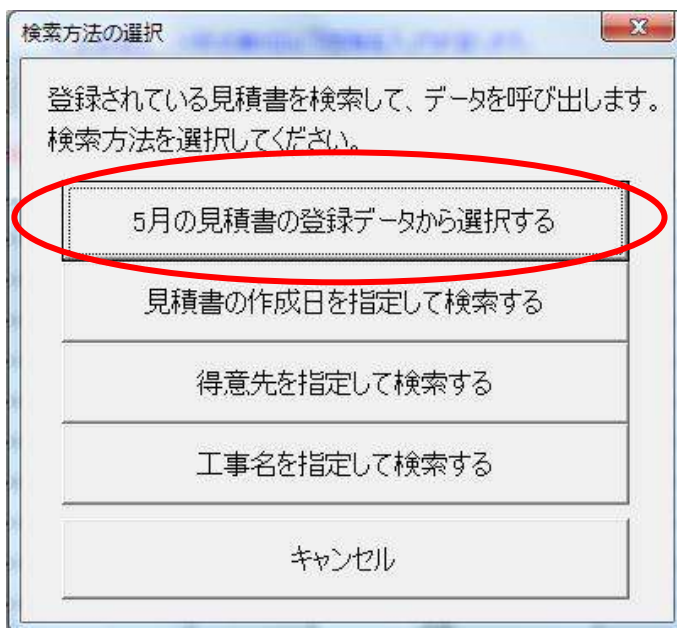 検索方法の選択
登録されている見積書を検索して、データを呼び出します。
検索方法を選択してください。
5月の見積書の登録データから選択する
見積書の作成日を指定して検索する
得意先を指定して検索する
工事名を指定して検索する
キャンセル